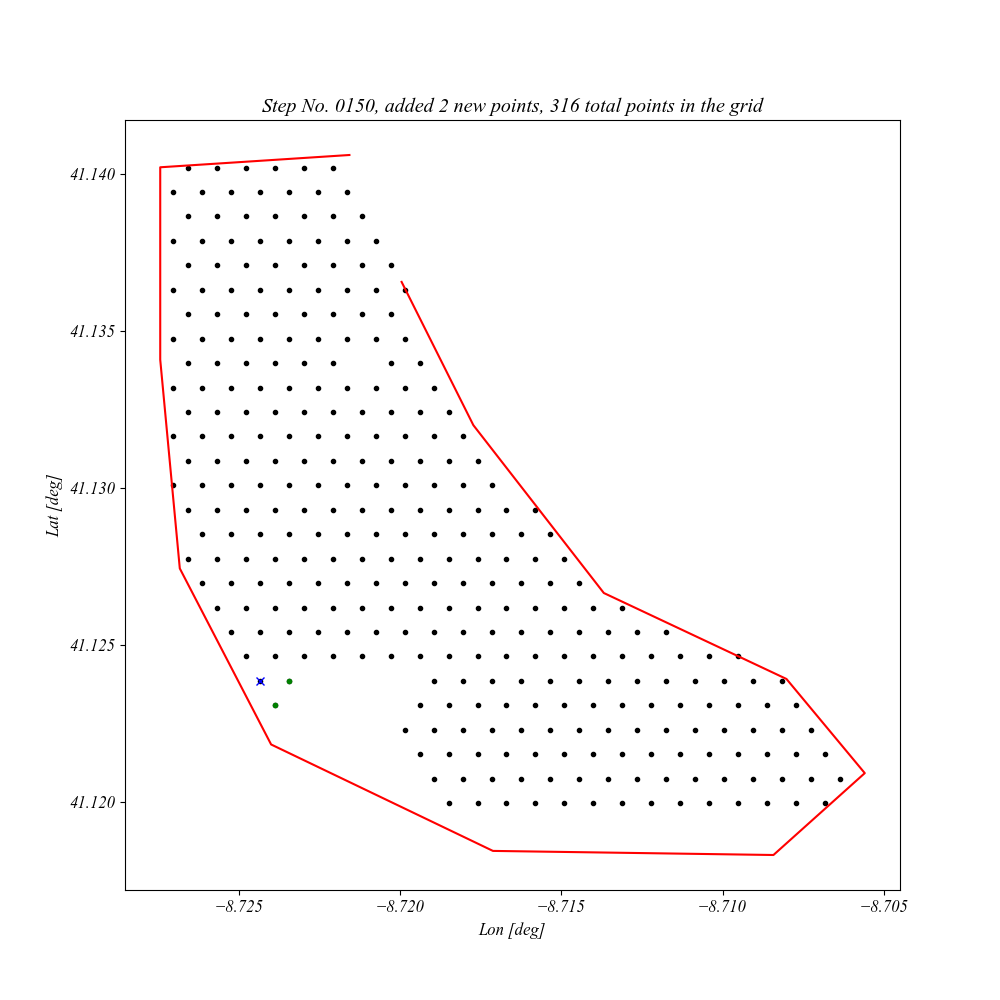 Step No. 0150, added 2 new points, 316 total points in the grid
41.140
41.135
41.130
41.125
41.120
Lat [deg]
−8.725 −8.720 −8.715 −8.710 −8.705
Lon [deg]